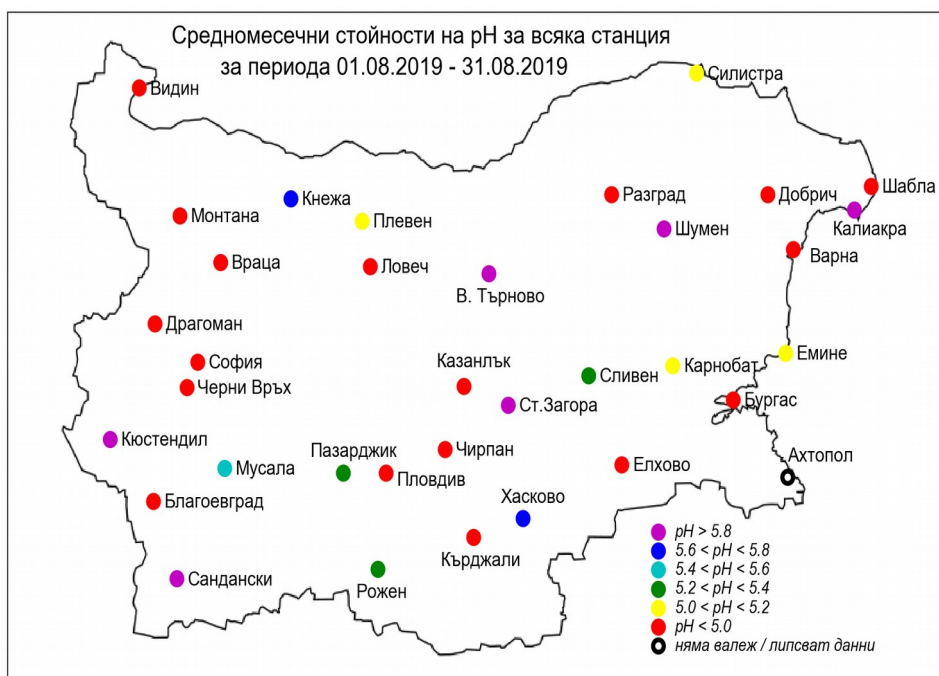 Средномесечни стойности на pH за всяка станция
за периода 01.08.2019 - 31.08.2019
Силистра
Видин
Шабла
Кнежа
Разград
Добрич
Монтана
Плевен
Калиакра
Шумен
Варна
Враца
Ловеч
В. Търново
Драгоман
Емине
София
Казанлък
Карнобат
Сливен
Черни Връх
Ст.Загора
Бургас
Кюстендил
Пазарджик
Чирпан
Ахтопол
Мусала
Пловдив
Елхово
Благоевград
Хасково
Кърджали
Сандански
Рожен
pH > 5.8
5.6 < pH < 5.8
5.4 < pH < 5.6
5.2 < pH < 5.4
5.0 < pH < 5.2
pH < 5.0
няма валеж / липсват данни